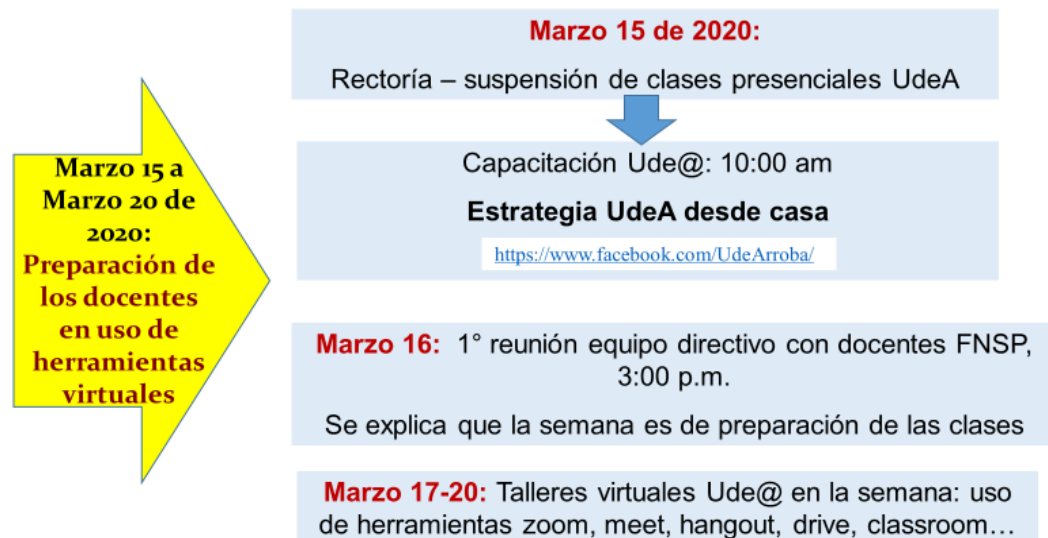 Marzo 15 a
Marzo 20 de
2020:
Preparación de
los docentes
en uso de
herramientas
virtuales
Marzo 15 de 2020:
Rectoría – suspensión de clases presenciales UdeA
Capacitación Ude@: 10:00 am
Estrategia UdeA desde casa
https://www.facebook.com/UdeArroba/
Marzo 16: 1° reunión equipo directivo con docentes FNSP,
3:00 p.m.
Se explica que la semana es de preparación de las clases
Marzo 17-20: Talleres virtuales Ude@ en la semana: uso
de herramientas zoom, meet, hangout, drive, classroom…